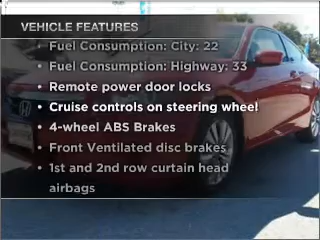 VEHICLE FEATURES
• Fuel Consumption: City: 22
• Fuel Consumption: Highway: 33
• Remote power door locks
• Cruise controls on steering wheel
• 4-wheel ABS Brakes
• Front Ventilated disc brakes
• 1st and 2nd row curtain head
airbags